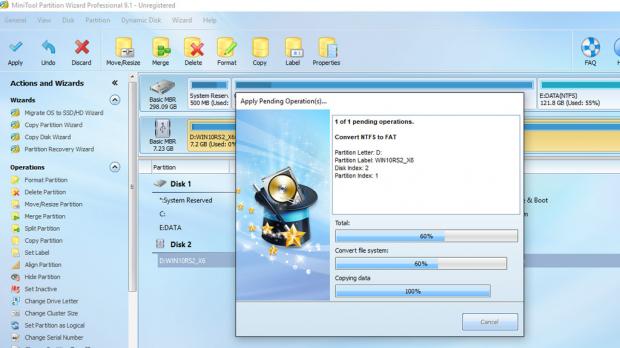 MiniTool Partition Wizard Professional 9.1 - Unregistered
General View Disk Partition Dynamic Disk Wizard Help
Apply Undo Discard Move/Resize Merge Delete Format Copy Label Properties FAQ
Actions and Wizards
Wizards
Migrate OS to SSD/HD Wizard
Copy Partition Wizard
Copy Disk Wizard
Partition Recovery Wizard
Operations
Format Partition
Delete Partition
Move/Resize Partition
Merge Partition
Split Partition
Copy Partition
Set Label
Align Partition
Hide Partition
Set Inactive
Change Drive Letter
Change Cluster Size
Set Partition as Logical
Change Serial Number
Basic MBR
298.09 GB
System Reserv
500 MB (Used:
E:DATA(NTFS)
121.8 GB (Used: 55%)
Basic MBR
7.23 GB
D:WIN10RS2_X6
7.2 GB (Used: 0%
Partition
Disk 1
*:System Reserved
& Boot
C:
E:DATA
Disk 2
D:WIN10RS2_X6
Apply Pending Operation(s)...
1 of 1 pending operations.
Convert NTFS to FAT
Partition Letter: D:
Partition Label: WIN10RS2_X6
Disk Index: 2
Partition Index: 1
Total:
60%
Convert file system:
60%
Copying data
100%
Cancel